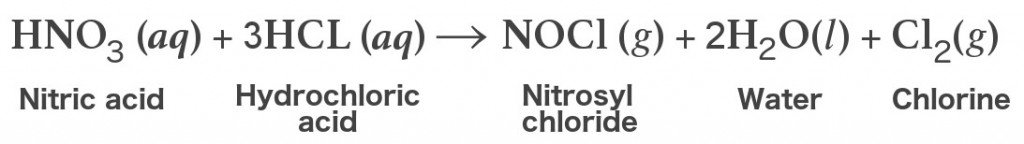 HNO₃ (aq) + 3HCL (aq) ⟶ NOCl (g) + 2H₂O(l) + Cl₂(g)
Nitric acid Hydrochloric acid Nitrosyl chloride Water Chlorine